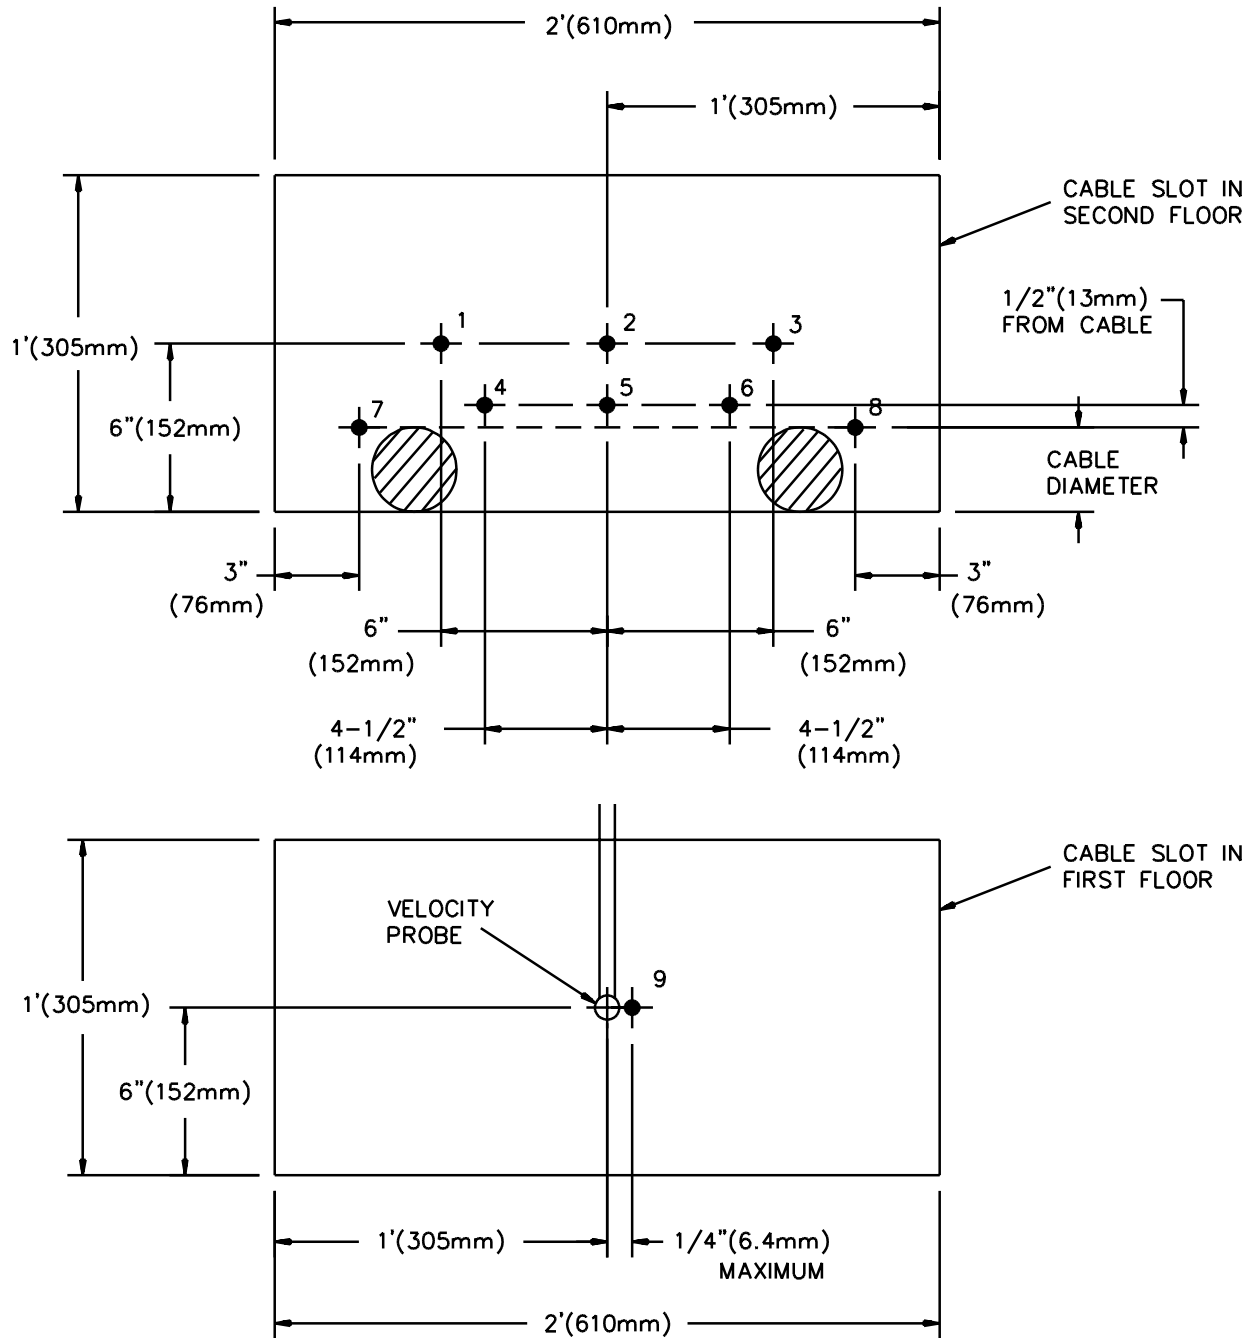 2'(610mm)
1'(305mm)
CABLE SLOT IN
SECOND FLOOR
1/2"(13mm)
FROM CABLE
1
2
3
1'(305mm)
4
5
6
7
8
6"(152mm)
CABLE
DIAMETER
3"
(76mm)
3"
(76mm)
6"
(152mm)
6"
(152mm)
4-1/2"
(114mm)
4-1/2"
(114mm)
CABLE SLOT IN
FIRST FLOOR
VELOCITY
PROBE
9
1'(305mm)
6"(152mm)
1'(305mm)
1/4"(6.4mm)
MAXIMUM
2'(610mm)